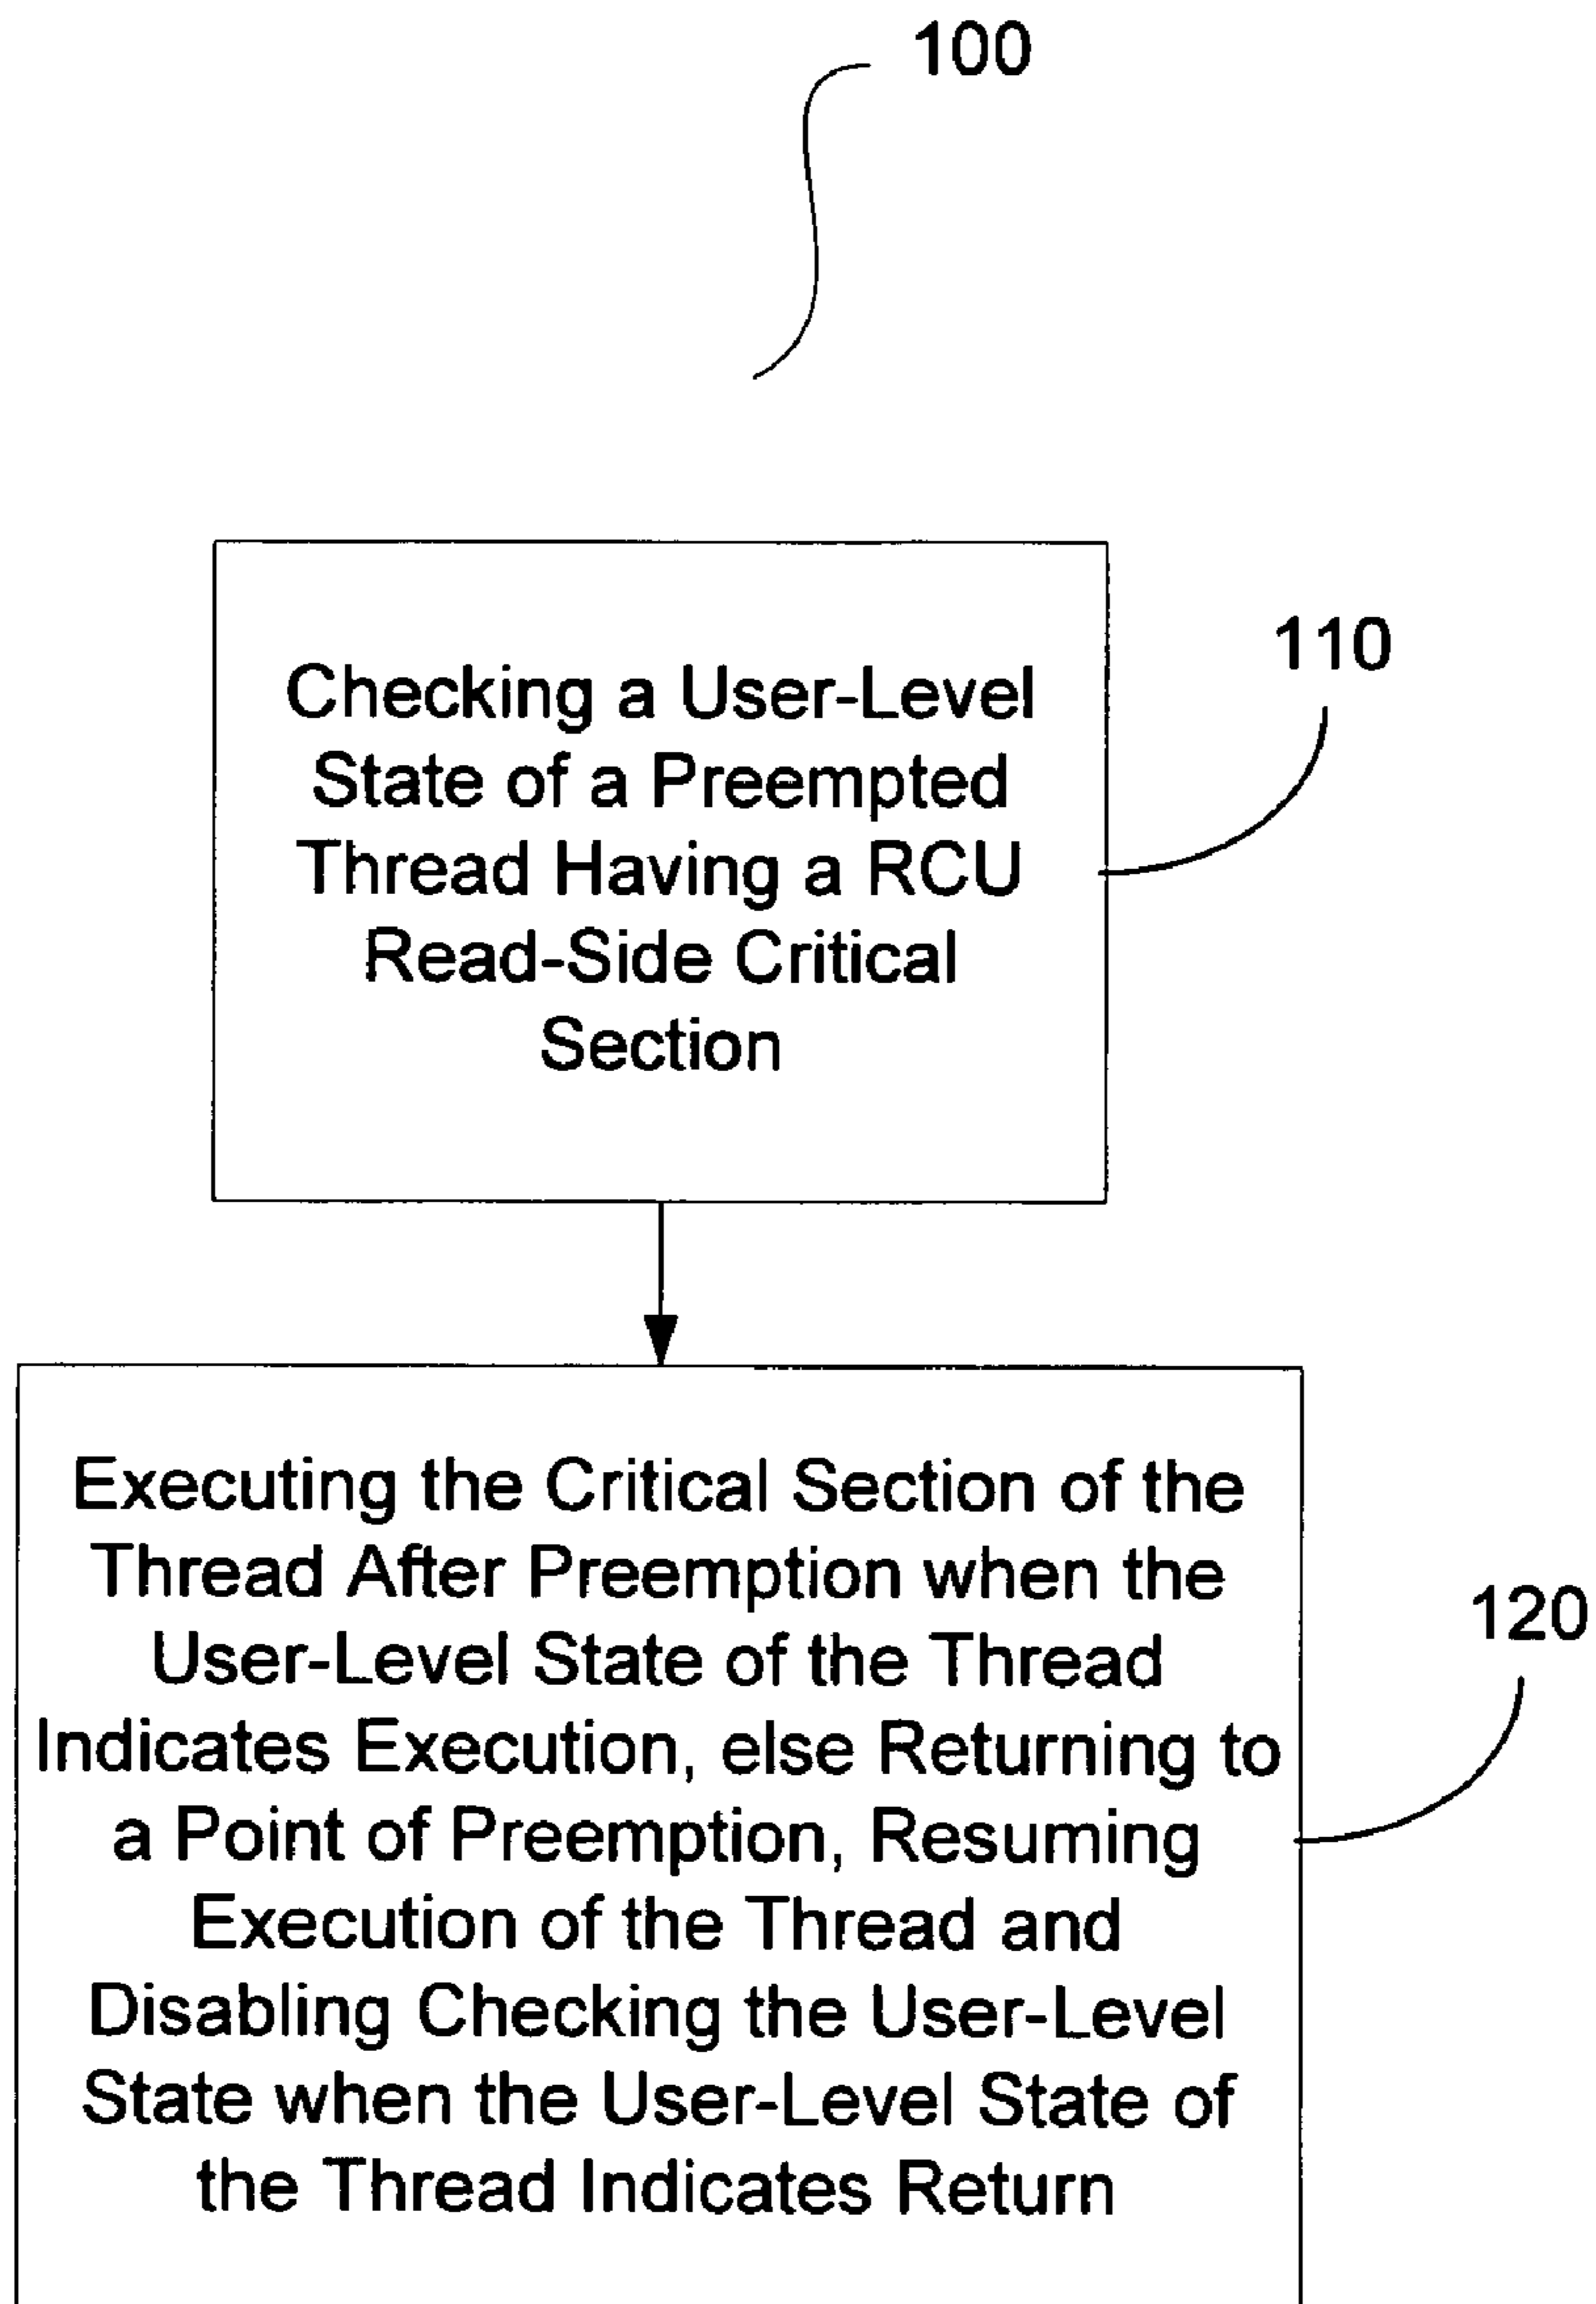 100
Checking a User-Level
State of a Preempted
Thread Having a RCU
Read-Side Critical
Section
110
Executing the Critical Section of the
Thread After Preemption when the
User-Level State of the Thread
Indicates Execution, else Returning to
a Point of Preemption, Resuming
Execution of the Thread and
Disabling Checking the User-Level
State when the User-Level State of
the Thread Indicates Return
120